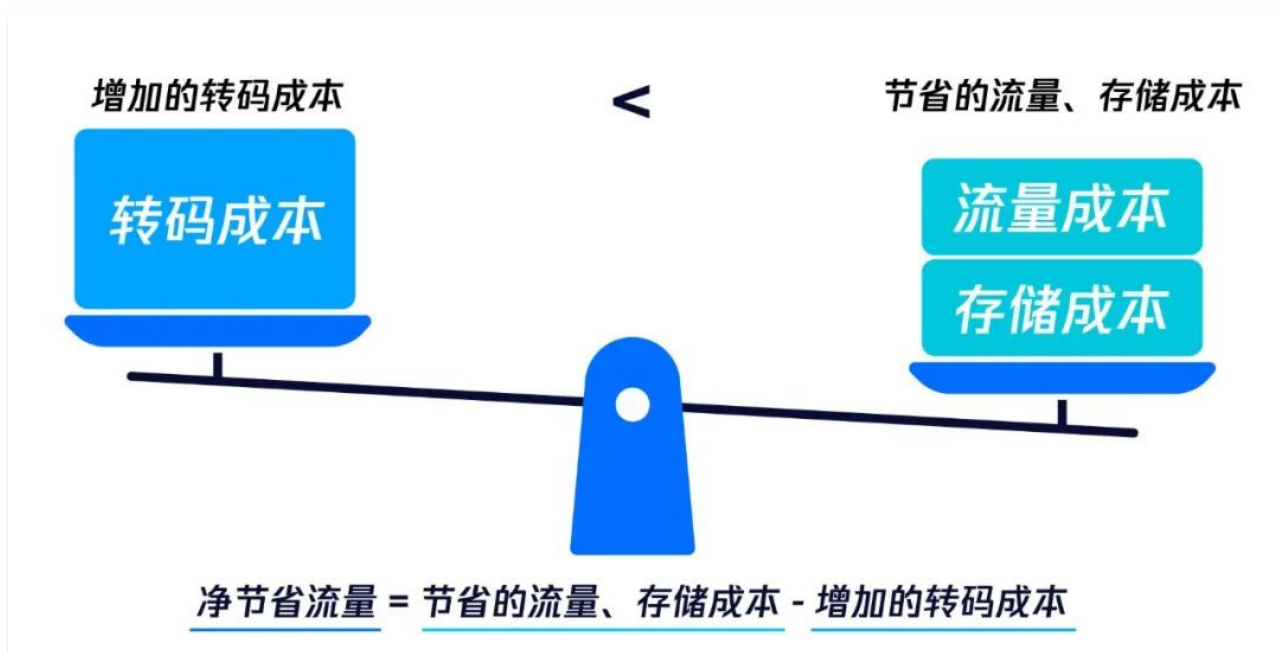 增加的转码成本 < 节省的流量、存储成本
转码成本
流量成本
存储成本
净节省流量 = 节省的流量、存储成本 - 增加的转码成本